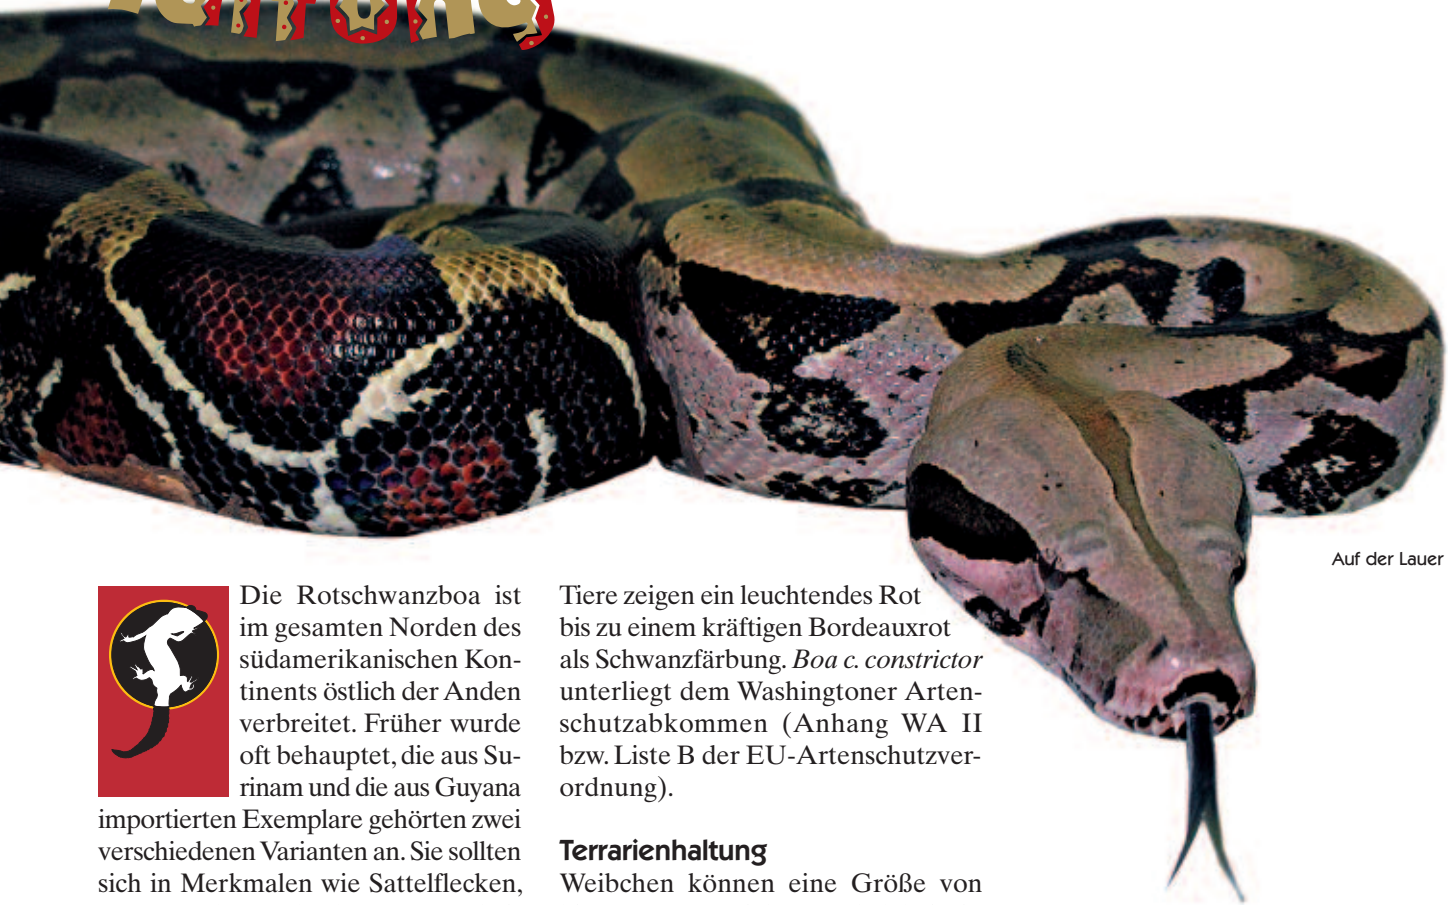 Auf der Lauer
Die Rotschwanzboa ist
im gesamten Norden des
südamerikanischen Kon-
tinents östlich der Anden
verbreitet. Früher wurde
oft behauptet, die aus Su-
rinam und die aus Guyana
importierten Exemplare gehörten zwei
verschiedenen Varianten an. Sie sollten
sich in Merkmalen wie Sattelflecken,
Tiere zeigen ein leuchtendes Rot
bis zu einem kräftigen Bordeauxrot
als Schwanzfärbung. Boa c. constrictor
unterliegt dem Washingtoner Arten-
schutzabkommen (Anhang WA II
bzw. Liste B der EU-Artenschutzver-
ordnung).
Terrarienhaltung
Weibchen können eine Größe von